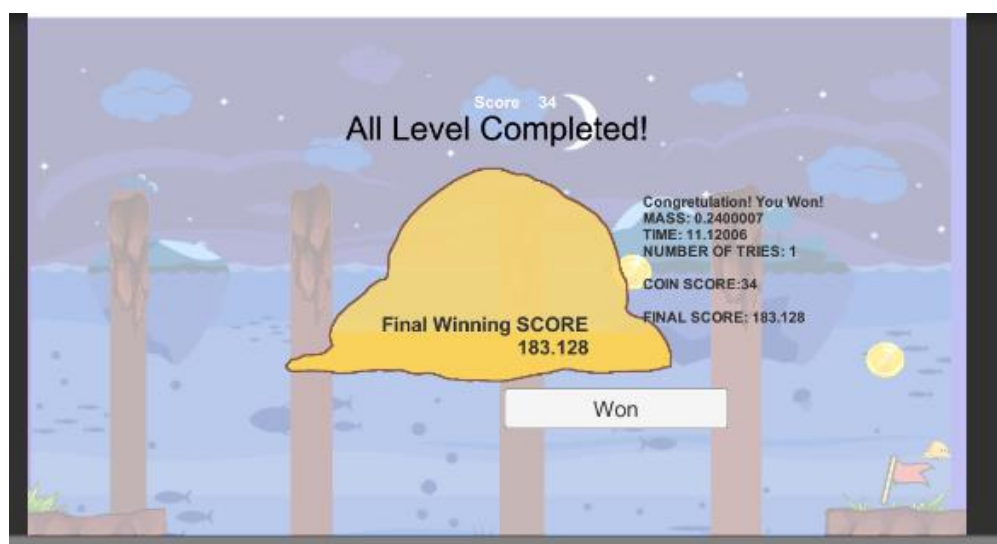 Score 34
All Level Completed!
Congretulation! You Won!
MASS: 0.2400007
TIME: 11.12006
NUMBER OF TRIES: 1
COIN SCORE:34
FINAL SCORE: 183.128
Final Winning SCORE
183.128
Won